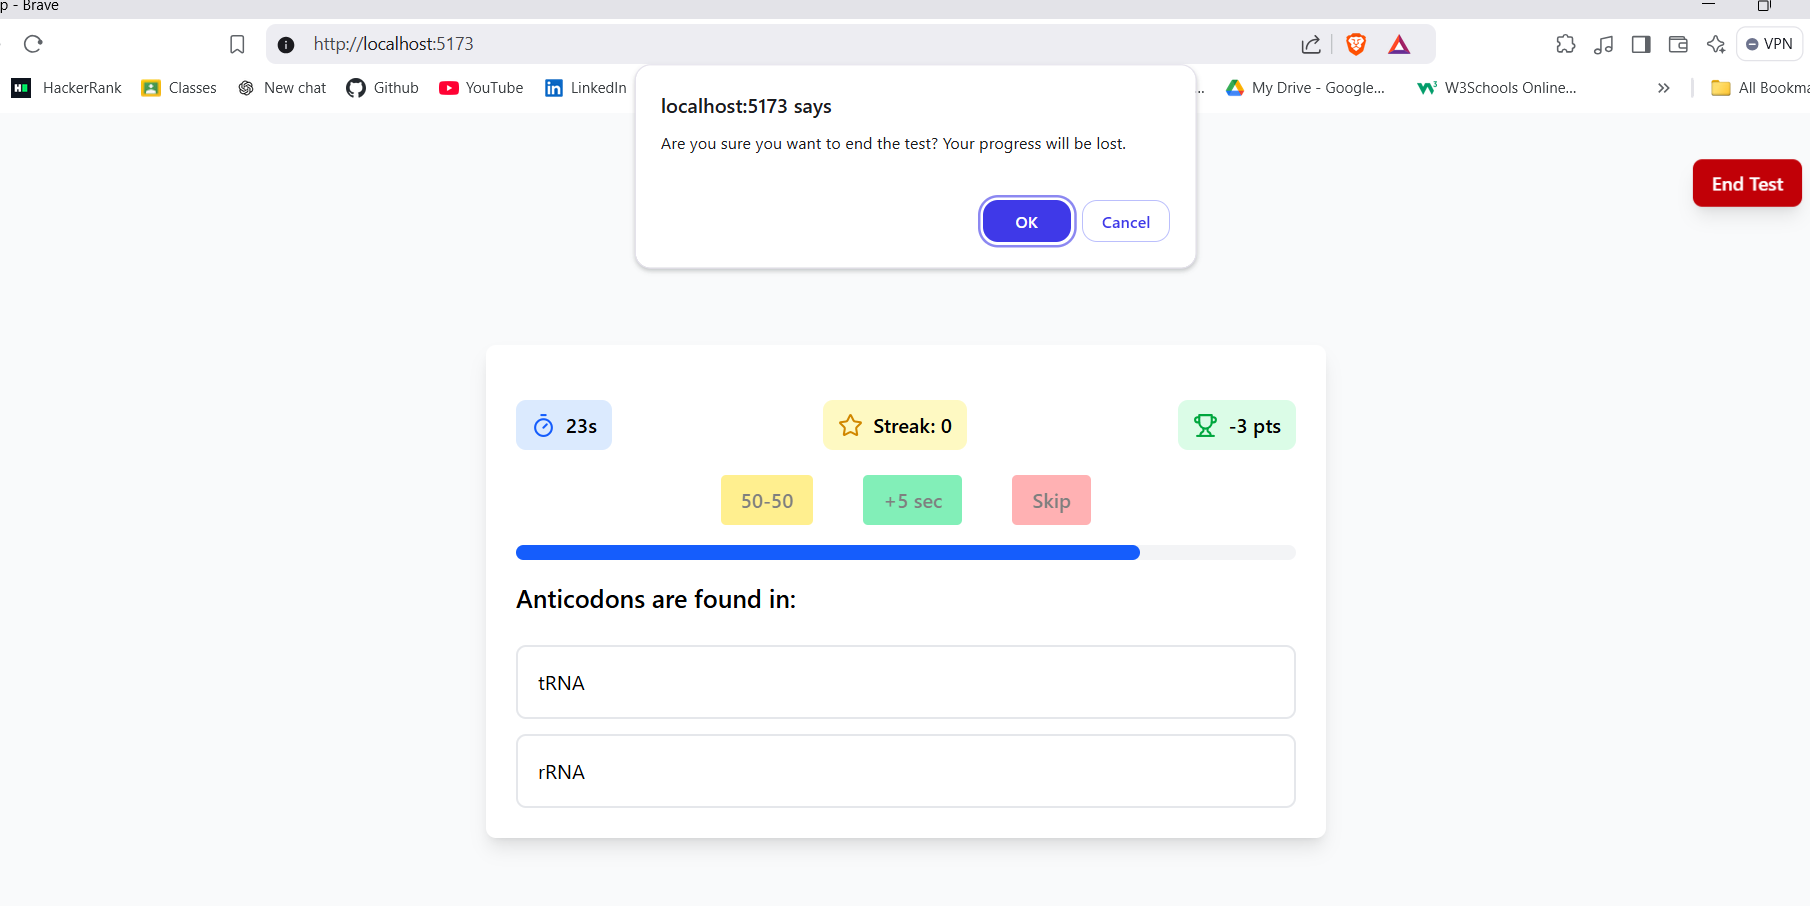 p - Brave
http://localhost:5173
VPN
HackerRank Classes New chat Github YouTube LinkedIn ... My Drive - Google... W3Schools Online... » All Bookma
localhost:5173 says
Are you sure you want to end the test? Your progress will be lost.
OK Cancel
End Test
23s Streak: 0 -3 pts
50-50 +5 sec Skip
Anticodons are found in:
tRNA
rRNA